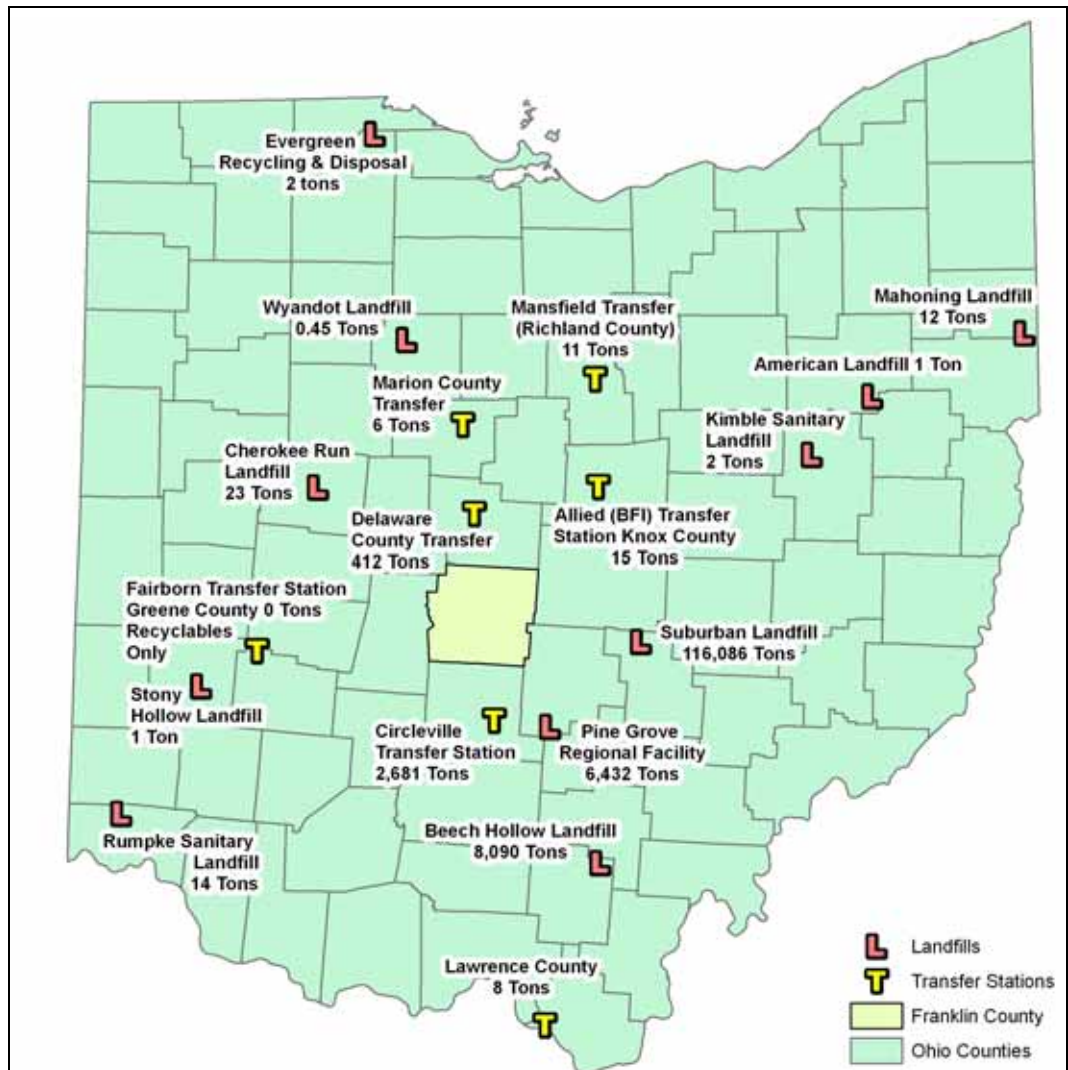 Evergreen
Recycling & Disposal
2 tons
Wyandot Landfill
0.45 Tons
Mansfield Transfer
(Richland County)
11 Tons
Mahoning Landfill
12 Tons
American Landfill 1 Ton
Marion County
Transfer
6 Tons
Kimble Sanitary
Landfill
2 Tons
Cherokee Run
Landfill
23 Tons
Delaware
County Transfer
412 Tons
Allied (BFI) Transfer
Station Knox County
15 Tons
Fairborn Transfer Station
Greene County 0 Tons
Recyclables
Only
Suburban Landfill
116,086 Tons
Stony
Hollow Landfill
1 Ton
Circleville
Transfer Station
2,681 Tons
Pine Grove
Regional Facility
6,432 Tons
Rumpke Sanitary
Landfill
14 Tons
Beech Hollow Landfill
8,090 Tons
Lawrence County
8 Tons
L Landfills
T Transfer Stations
Franklin County
Ohio Counties